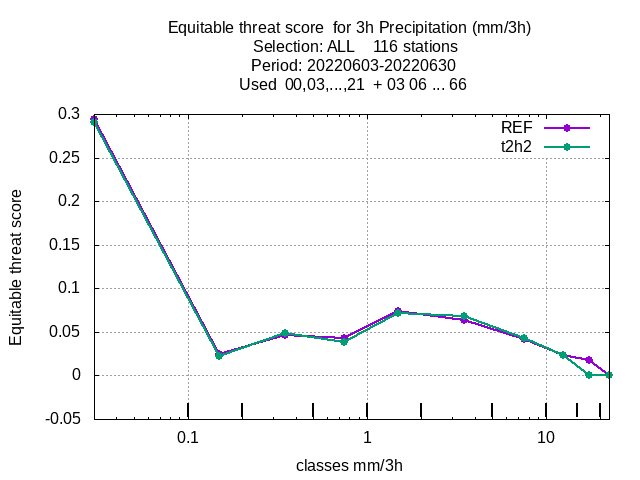 Equitable threat score  for 3h Precipitation (mm/3h)
Selection: ALL    116 stations
Period: 20220603-20220630
Used  00,03,...,21  + 03 06 ... 66
REF
t2h2
0.3
0.25
0.2
0.15
0.1
0.05
0
-0.05
Equitable threat score
0.1
1
10
classes mm/3h